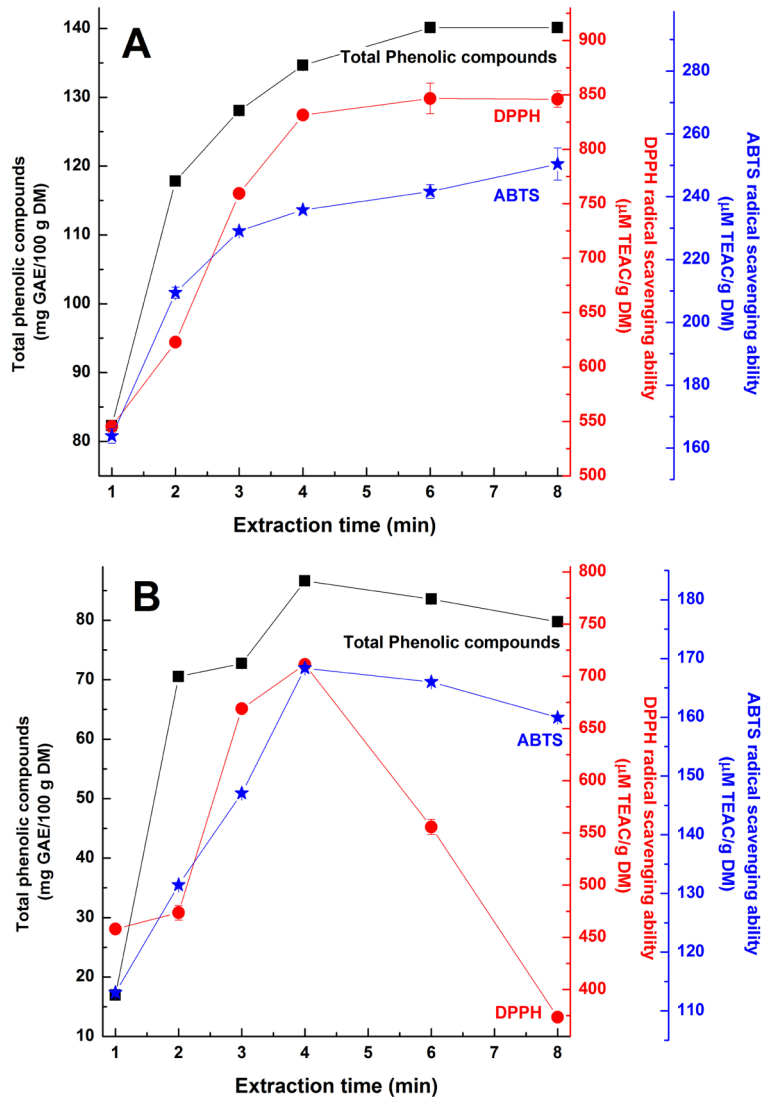 A
Total Phenolic compounds
DPPH
ABTS
140
130
120
110
100
90
80
Total phenolic compounds
(mg GAE/100 g DM)
900
850
800
750
700
650
600
550
500
DPPH radical scavenging ability
(μM TEAC/g DM)
280
260
240
220
200
180
160
ABTS radical scavenging ability
(μM TEAC/g DM)
1 2 3 4 5 6 7 8
Extraction time (min)
B
Total Phenolic compounds
ABTS
DPPH
80
70
60
50
40
30
20
10
Total phenolic compounds
(mg GAE/100 g DM)
800
750
700
650
600
550
500
450
400
DPPH radical scavenging ability
(μM TEAC/g DM)
180
170
160
150
140
130
120
110
ABTS radical scavenging ability
(μM TEAC/g DM)
1 2 3 4 5 6 7 8
Extraction time (min)